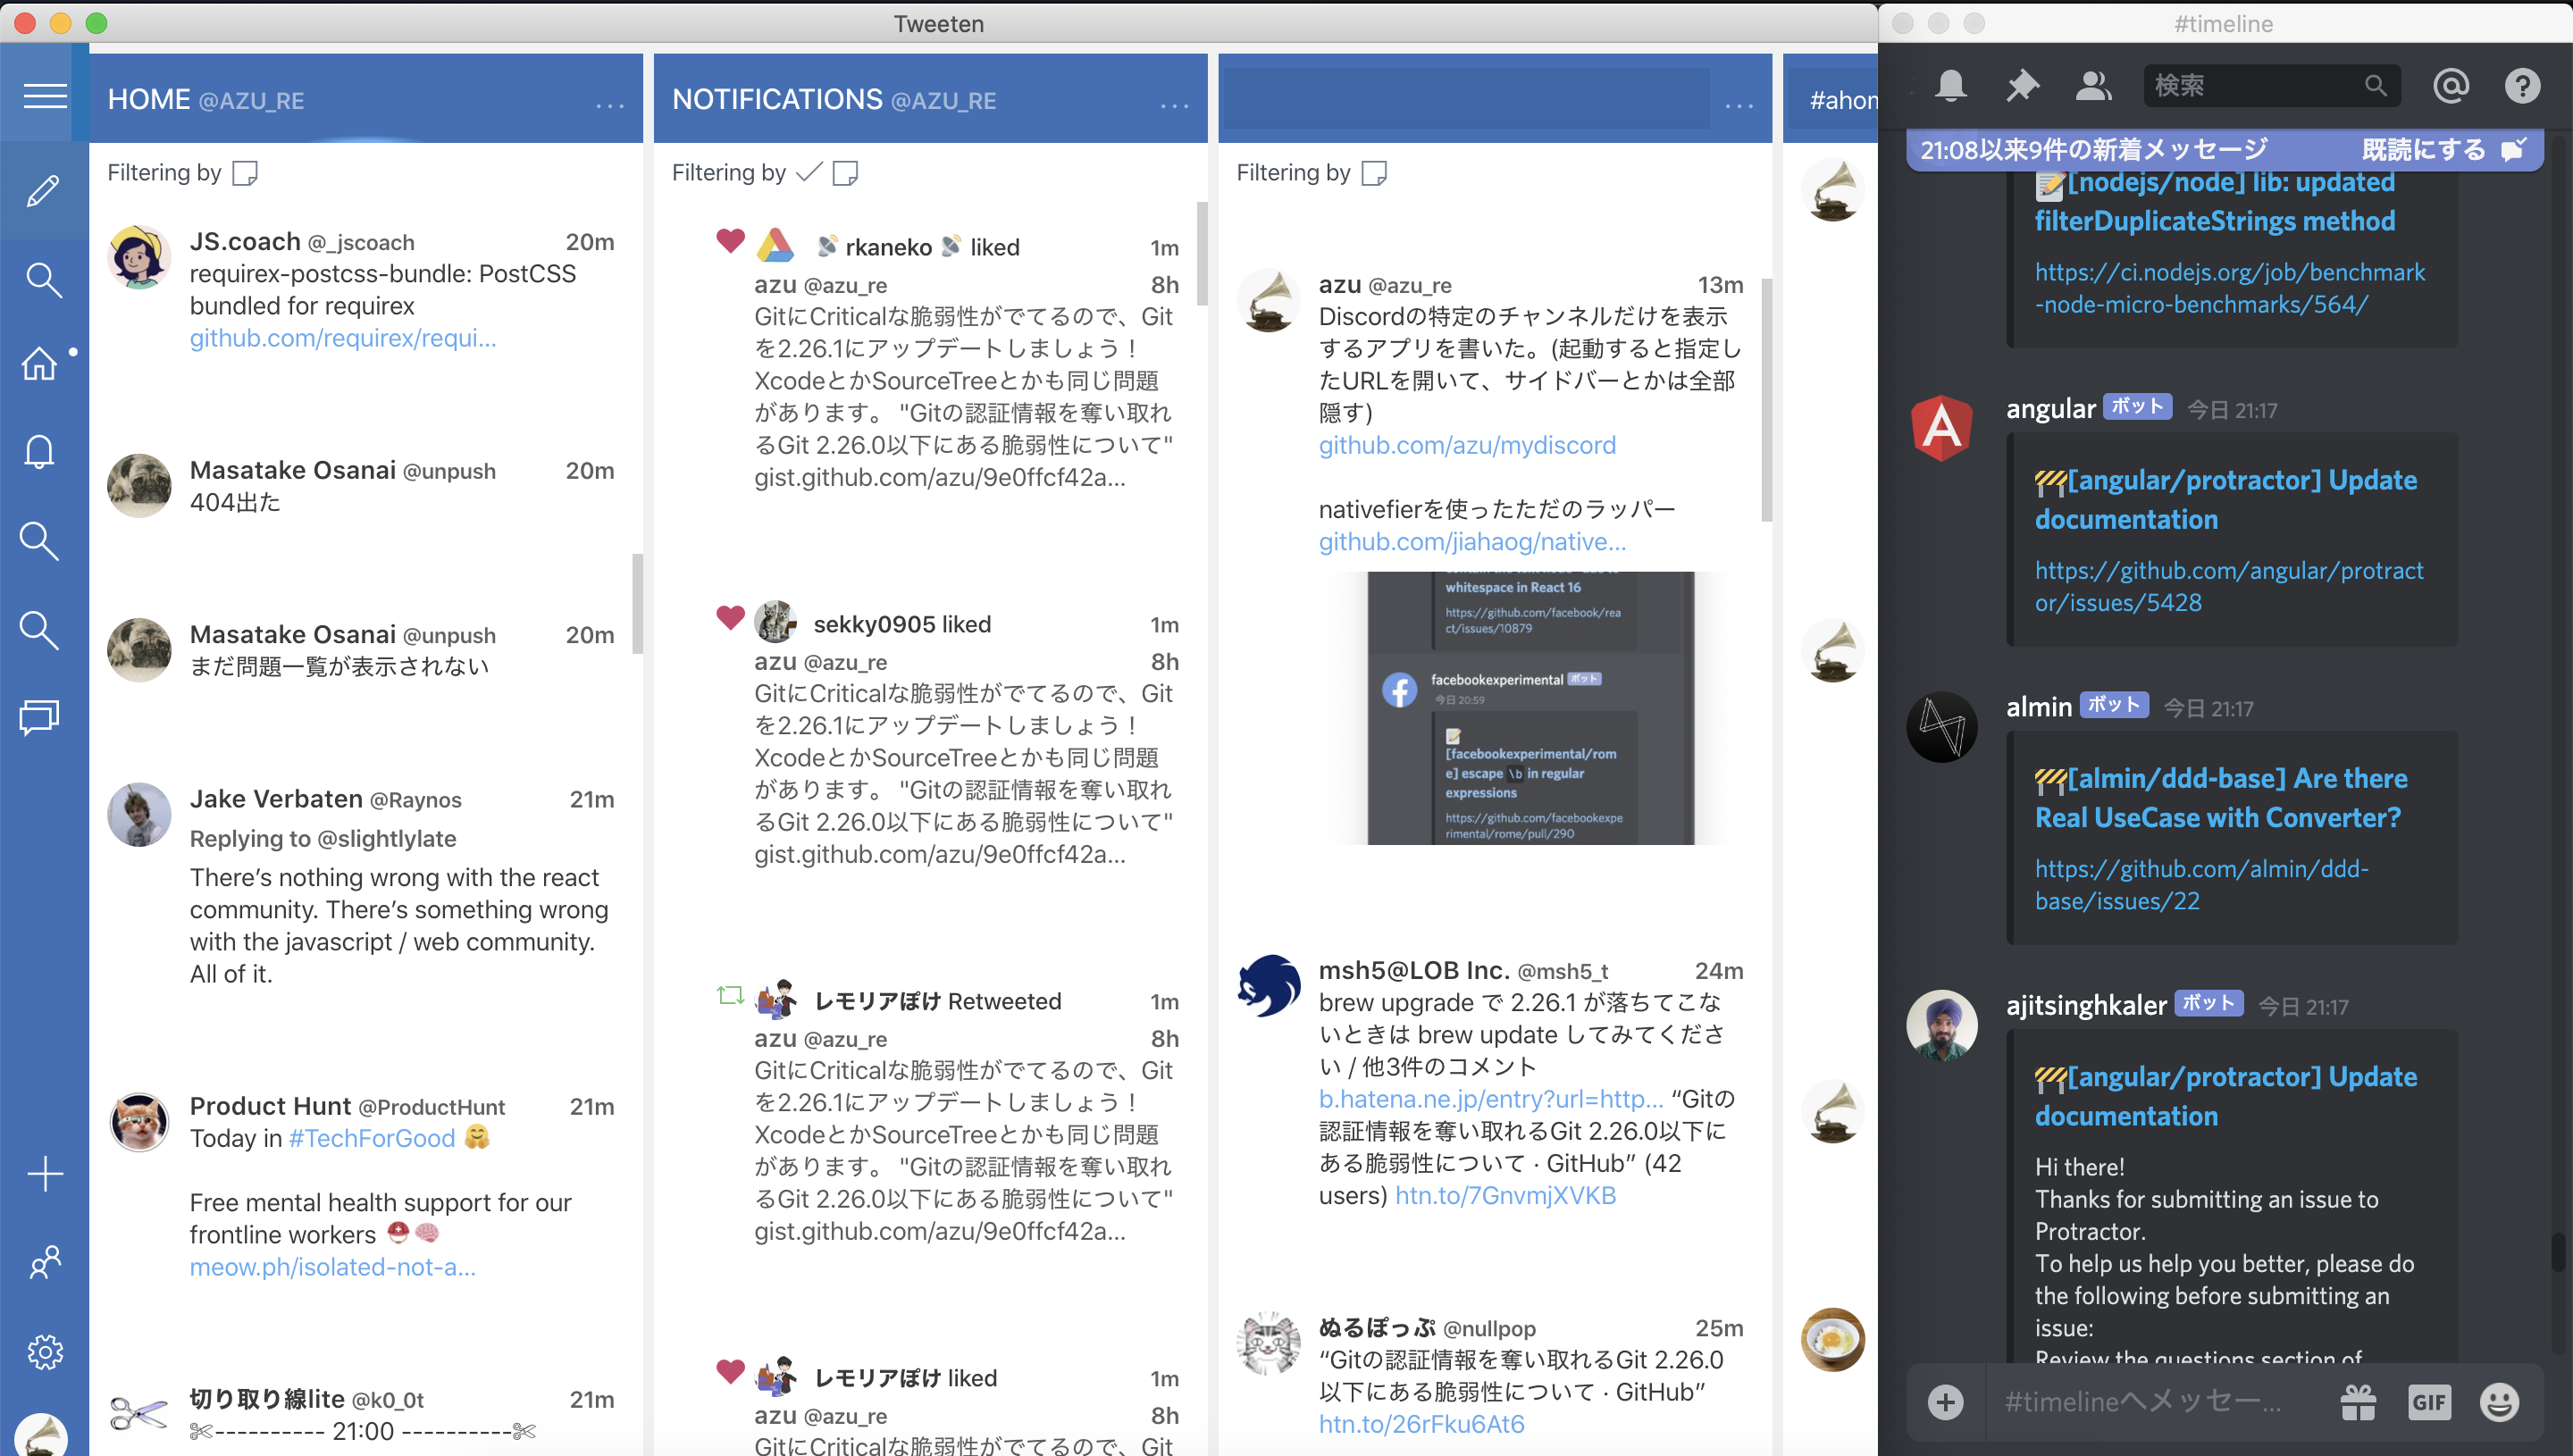 Tweeten
HOME @AZU_RE
...
Filtering by
JS.coach @_jscoach 20m
requirex-postcss-bundle: PostCSS
bundled for requirex
github.com/requirex/requi...
Masatake Osanai @unpush 20m
404出た
Masatake Osanai @unpush 20m
まだ問題一覧が表示されない
Jake Verbaten @Raynos 21m
Replying to @slightlylate
There’s nothing wrong with the react
community. There’s something wrong
with the javascript / web community.
All of it.
Product Hunt @ProductHunt 21m
Today in #TechForGood 🤗
Free mental health support for our
frontline workers ⛑️🧠
meow.ph/isolated-not-a...
切り取り線lite @k0_0t 21m
✄---------- 21:00 ----------✄
NOTIFICATIONS @AZU_RE
...
Filtering by
📡 rkaneko 📡 liked 1m
azu @azu_re 8h
GitにCriticalな脆弱性がでてるので、Git
を2.26.1にアップデートしましょう！
XcodeとかSourceTreeとかも同じ問題
があります。 "Gitの認証情報を奪い取れ
るGit 2.26.0以下にある脆弱性について"
gist.github.com/azu/9e0ffcf42a...
sekky0905 liked 1m
azu @azu_re 8h
GitにCriticalな脆弱性がでてるので、Git
を2.26.1にアップデートしましょう！
XcodeとかSourceTreeとかも同じ問題
があります。 "Gitの認証情報を奪い取れ
るGit 2.26.0以下にある脆弱性について"
gist.github.com/azu/9e0ffcf42a...
レモリアぽけ Retweeted 1m
azu @azu_re 8h
GitにCriticalな脆弱性がでてるので、Git
を2.26.1にアップデートしましょう！
XcodeとかSourceTreeとかも同じ問題
があります。 "Gitの認証情報を奪い取れ
るGit 2.26.0以下にある脆弱性について"
gist.github.com/azu/9e0ffcf42a...
レモリアぽけ liked 1m
azu @azu_re 8h
GitにCriticalな脆弱性がでてるので、Git
...
Filtering by
azu @azu_re 13m
Discordの特定のチャンネルだけを表示
するアプリを書いた。(起動すると指定し
たURLを開いて、サイドバーとかは全部
隠す)
github.com/azu/mydiscord
nativefierを使ったただのラッパー
github.com/jiahaog/native...
whitespace in React 16
https://github.com/facebook/rea
ct/issues/10879
facebookexperimental ボット
今日 20:59
📝
[facebookexperimental/rom
e] escape \b in regular
expressions
https://github.com/facebookexpe
rimental/rome/pull/290
msh5@LOB Inc. @msh5_t 24m
brew upgrade で 2.26.1 が落ちてこな
いときは brew update してみてくださ
い / 他3件のコメント
b.hatena.ne.jp/entry?url=http... “Gitの
認証情報を奪い取れるGit 2.26.0以下に
ある脆弱性について · GitHub” (42
users) htn.to/7GnvmjXVKB
ぬるぽっぷ @nullpop 25m
“Gitの認証情報を奪い取れるGit 2.26.0
以下にある脆弱性について · GitHub”
htn.to/26rFku6At6
#ahom
#timeline
検索
21:08以来9件の新着メッセージ 既読にする
📝[nodejs/node] lib: updated
filterDuplicateStrings method
https://ci.nodejs.org/job/benchmark
-node-micro-benchmarks/564/
angular ボット 今日 21:17
🚧[angular/protractor] Update
documentation
https://github.com/angular/protract
or/issues/5428
almin ボット 今日 21:17
🚧[almin/ddd-base] Are there
Real UseCase with Converter?
https://github.com/almin/ddd-
base/issues/22
ajitsinghkaler ボット 今日 21:17
🚧[angular/protractor] Update
documentation
Hi there!
Thanks for submitting an issue to
Protractor.
To help us help you better, please do
the following before submitting an
issue:
Review the questions section of
#timelineへメッセー...
GIF